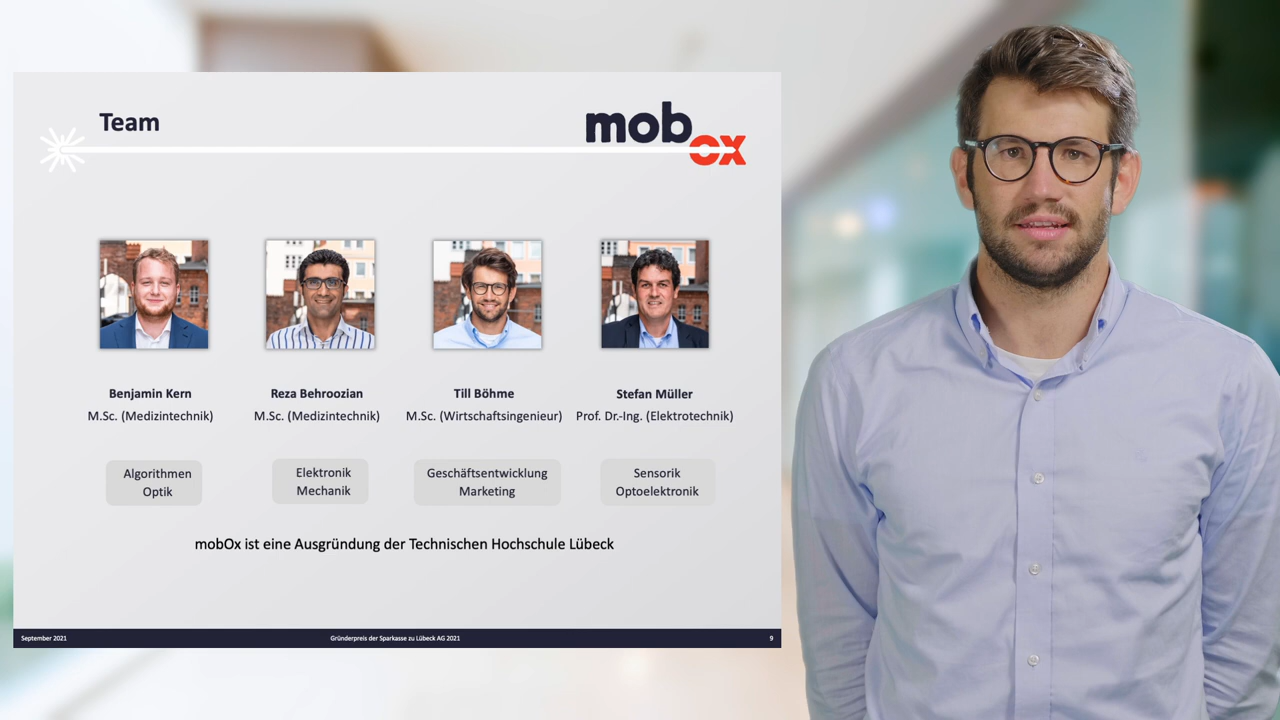 Team
mobox
Benjamin Kern
M.Sc. (Medizintechnik)
Algorithmen
Optik
Reza Behroozian
M.Sc. (Medizintechnik)
Elektronik
Mechanik
Till Böhme
M.Sc. (Wirtschaftsingenieur)
Geschäftsentwicklung
Marketing
Stefan Müller
Prof. Dr.-Ing. (Elektrotechnik)
Sensorik
Optoelektronik
mobOx ist eine Ausgründung der Technischen Hochschule Lübeck
September 2021
Gründerpreis der Sparkasse zu Lübeck AG 2021
9